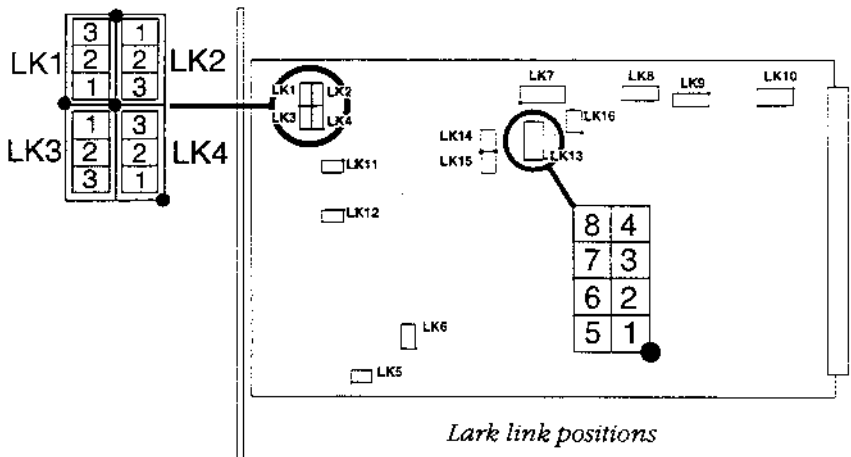 3 1
LK1 2 2 LK2
1 3
1 3
LK3 2 2 LK4
3 1
LK1 LK2
LK3 LK4
LK7 LK8 LK9 LK10
LK16
LK14
LK13
LK15
LK11
LK12
8 4
7 3
6 2
5 1
LK6
LK5
Lark link positions